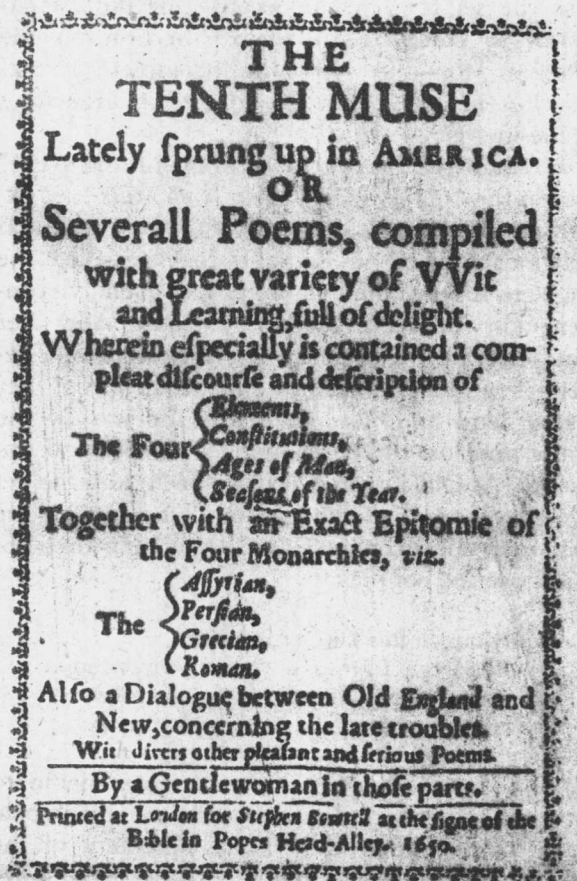 THE
TENTH MUSE
Lately ſprung up in AMERICA.
OR
Severall Poems, compiled
with great variety of VVit
and Learning, full of delight.
Wherein eſpecially is contained a com-
pleat diſcourſe and deſcription of
The Four
Elements,
Conſtitutions,
Ages of Man,
Seaſons of the Year.
Together with an Exact Epitomie of
the Four Monarchies, viz.
The
Aſſyrian,
Perſian,
Grecian,
Roman.
Alſo a Dialogue between Old England and
New, concerning the late troubles.
With divers other pleaſant and ſerious Poems.
By a Gentlewoman in thoſe parts.
Printed at London for Stephen Bowtell at the ſigne of the
Bible in Popes Head-Alley. 1650.